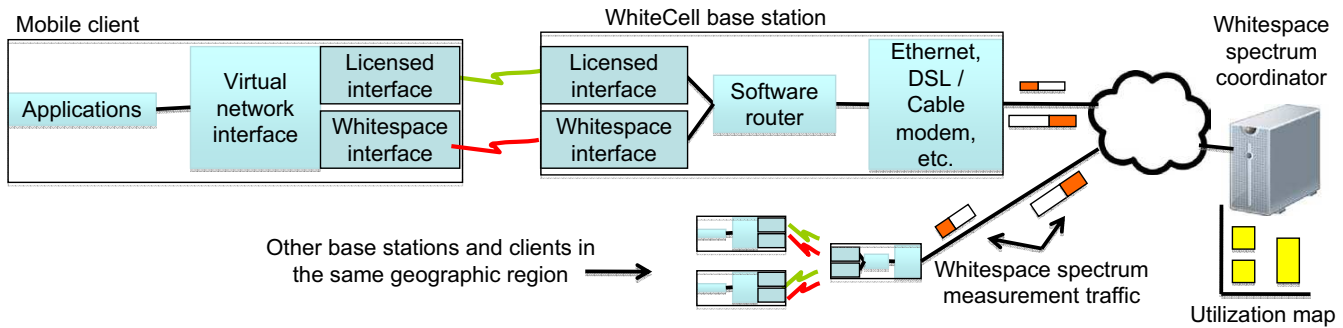 Mobile client
Applications
Virtual
network
interface
Licensed
interface
Whitespace
interface
WhiteCell base station
Licensed
interface
Whitespace
interface
Software
router
Ethernet,
DSL /
Cable
modem,
etc.
Whitespace
spectrum
coordinator
Other base stations and clients in
the same geographic region
Whitespace spectrum
measurement traffic
Utilization map